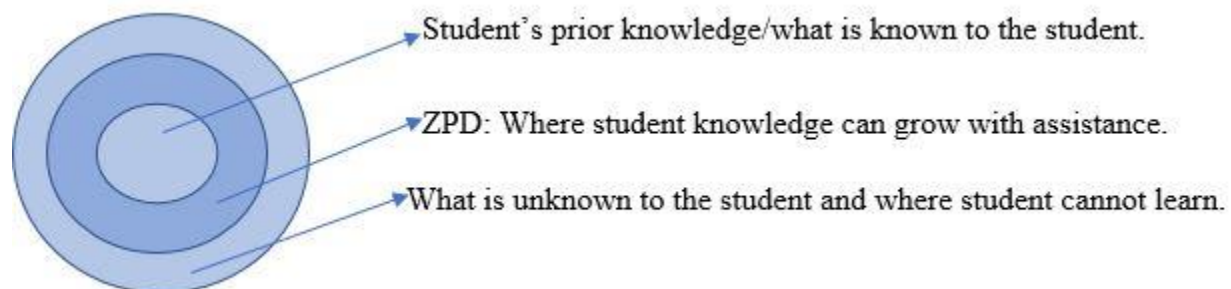 Student’s prior knowledge/what is known to the student.
ZPD: Where student knowledge can grow with assistance.
What is unknown to the student and where student cannot learn.